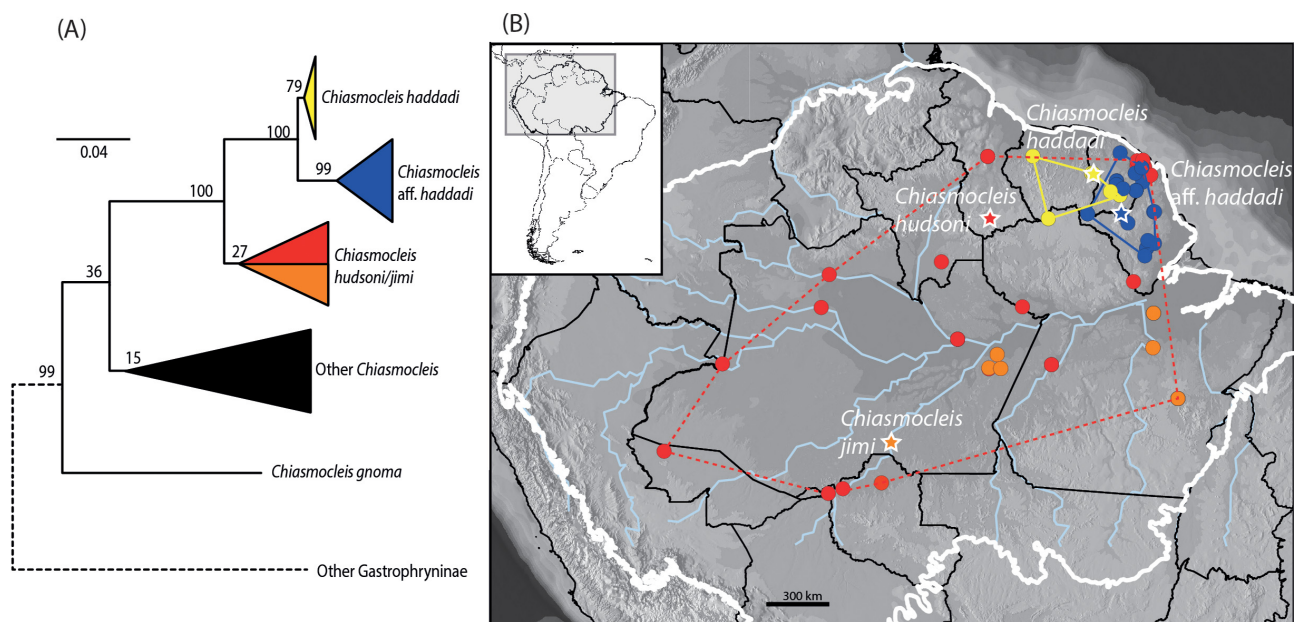 (A)
79
Chiasmocleis haddadi
100
0.04
99
Chiasmocleis
aff. haddadi
100
27
Chiasmocleis
hudsoni/jimi
36
15
Other Chiasmocleis
99
Chiasmocleis gnoma
Other Gastrophryninae
(B)
Chiasmocleis
haddadi
Chiasmocleis
aff. haddadi
Chiasmocleis
hudsoni
Chiasmocleis
jimi
300 km